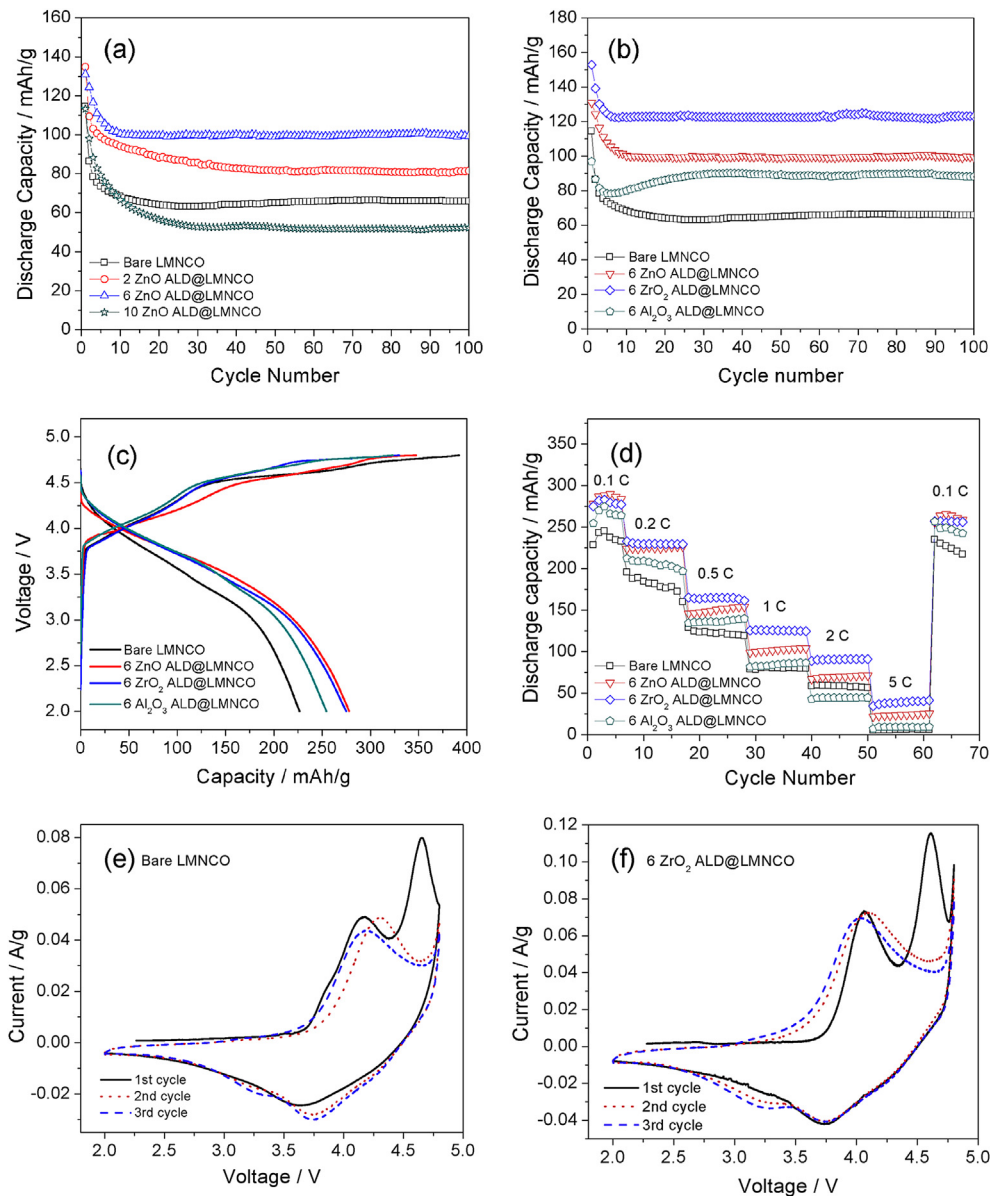 (a)
Discharge Capacity / mAh/g
160
140
120
100
80
60
40
20
0
Bare LMNCO
2 ZnO ALD@LMNCO
6 ZnO ALD@LMNCO
10 ZnO ALD@LMNCO
0 10 20 30 40 50 60 70 80 90 100
Cycle Number
(b)
Discharge Capacity / mAh/g
180
160
140
120
100
80
60
40
20
0
Bare LMNCO
6 ZnO ALD@LMNCO
6 ZrO₂ ALD@LMNCO
6 Al₂O₃ ALD@LMNCO
0 10 20 30 40 50 60 70 80 90 100
Cycle number
(c)
Voltage / V
5.0
4.5
4.0
3.5
3.0
2.5
2.0
Bare LMNCO
6 ZnO ALD@LMNCO
6 ZrO₂ ALD@LMNCO
6 Al₂O₃ ALD@LMNCO
0 50 100 150 200 250 300 350 400
Capacity / mAh/g
(d)
Discharge capacity / mAh/g
350
300
250
200
150
100
50
0
0.1 C
0.2 C
0.5 C
1 C
2 C
5 C
0.1 C
Bare LMNCO
6 ZnO ALD@LMNCO
6 ZrO₂ ALD@LMNCO
6 Al₂O₃ ALD@LMNCO
0 10 20 30 40 50 60 70
Cycle Number
(e) Bare LMNCO
Current / A/g
0.08
0.06
0.04
0.02
0.00
-0.02
1st cycle
2nd cycle
3rd cycle
2.0 2.5 3.0 3.5 4.0 4.5 5.0
Voltage / V
(f) 6 ZrO₂ ALD@LMNCO
Current / A/g
0.12
0.10
0.08
0.06
0.04
0.02
0.00
-0.02
-0.04
1st cycle
2nd cycle
3rd cycle
2.0 2.5 3.0 3.5 4.0 4.5 5.0
Voltage / V